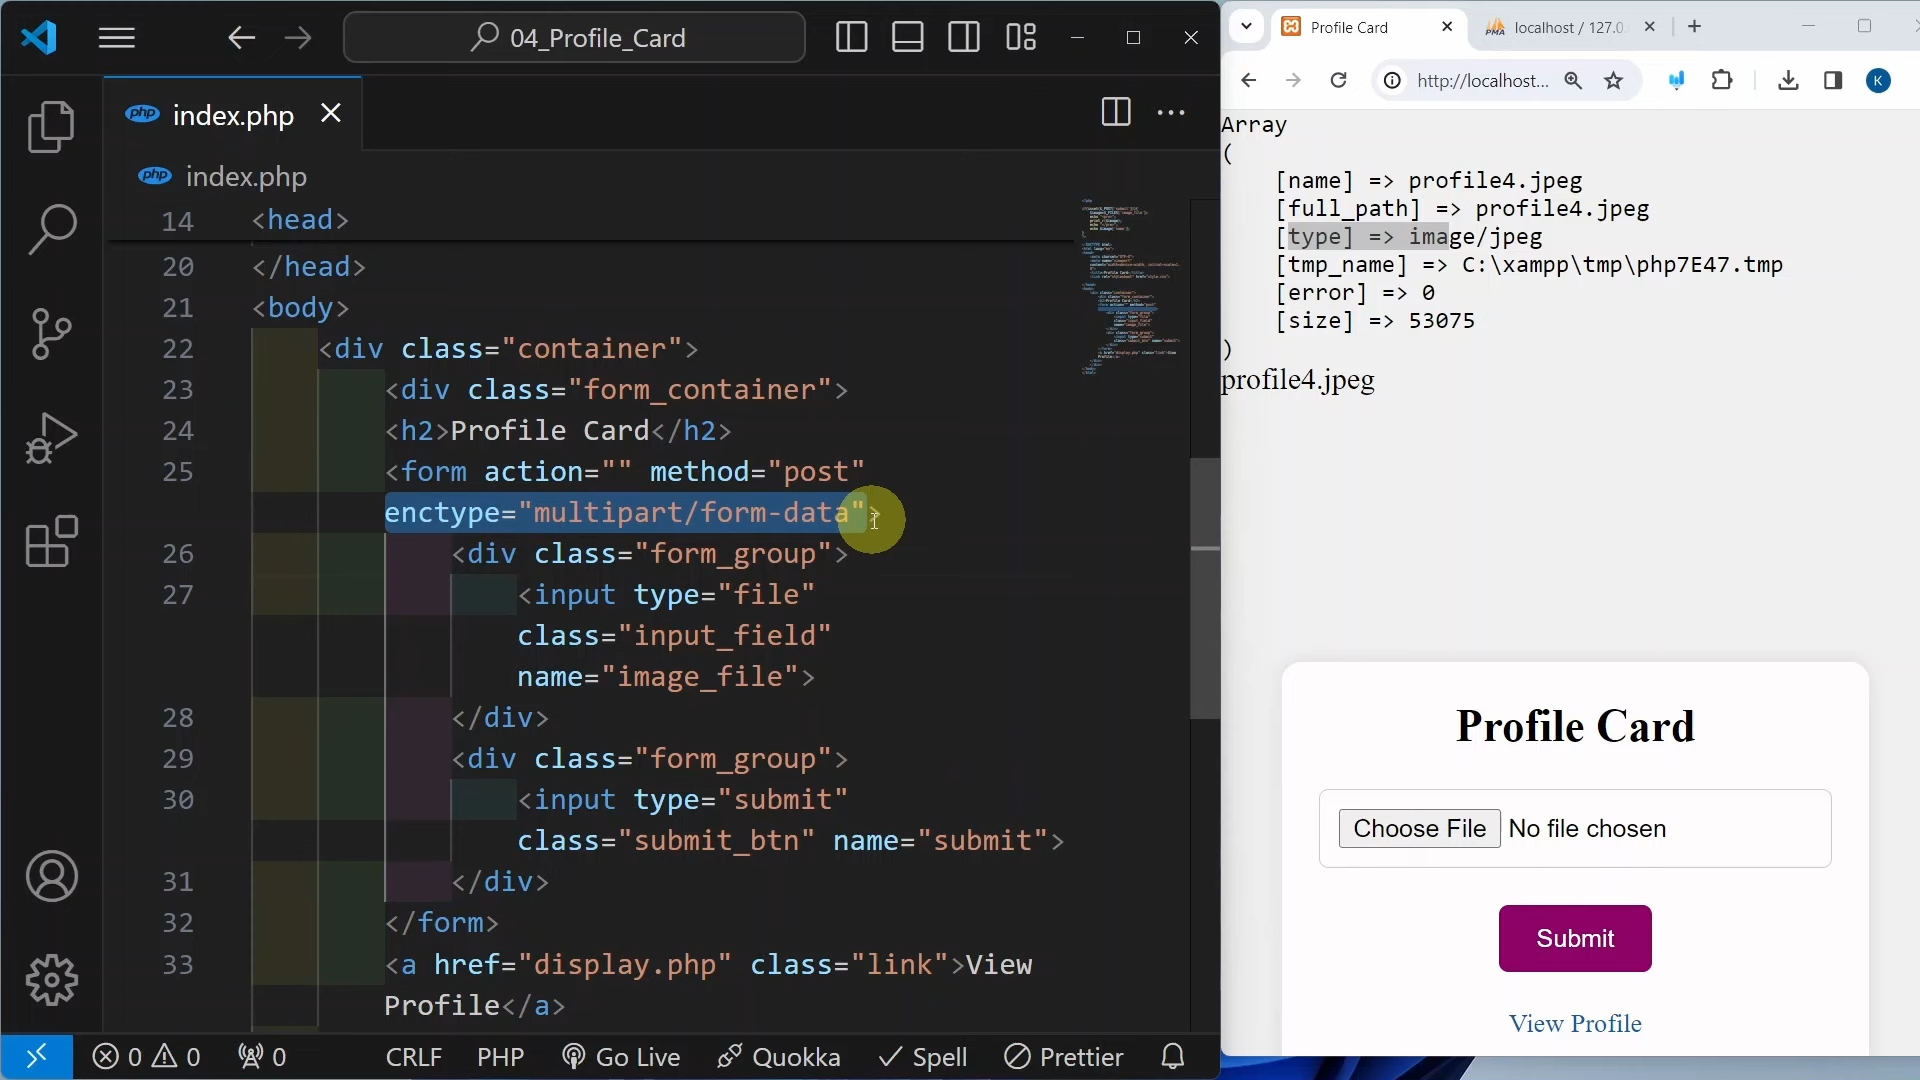 04_Profile_Card
php index.php
php index.php
14 <head>
20 </head>
21 <body>
22 <div class="container">
23 <div class="form_container">
24 <h2>Profile Card</h2>
25 <form action="" method="post"
enctype="multipart/form-data">
26 <div class="form_group">
27 <input type="file"
class="input_field"
name="image_file">
28 </div>
29 <div class="form_group">
30 <input type="submit"
class="submit_btn" name="submit">
31 </div>
32 </form>
33 <a href="display.php" class="link">View
Profile</a>
0 0 0 CRLF PHP Go Live Quokka Spell Prettier
Profile Card
PMA localhost / 127.0.
http://localhost...
K
Array
(
[name] => profile4.jpeg
[full_path] => profile4.jpeg
[type] => image/jpeg
[tmp_name] => C:\xampp\tmp\php7E47.tmp
[error] => 0
[size] => 53075
)
profile4.jpeg
Profile Card
Choose File No file chosen
Submit
View Profile